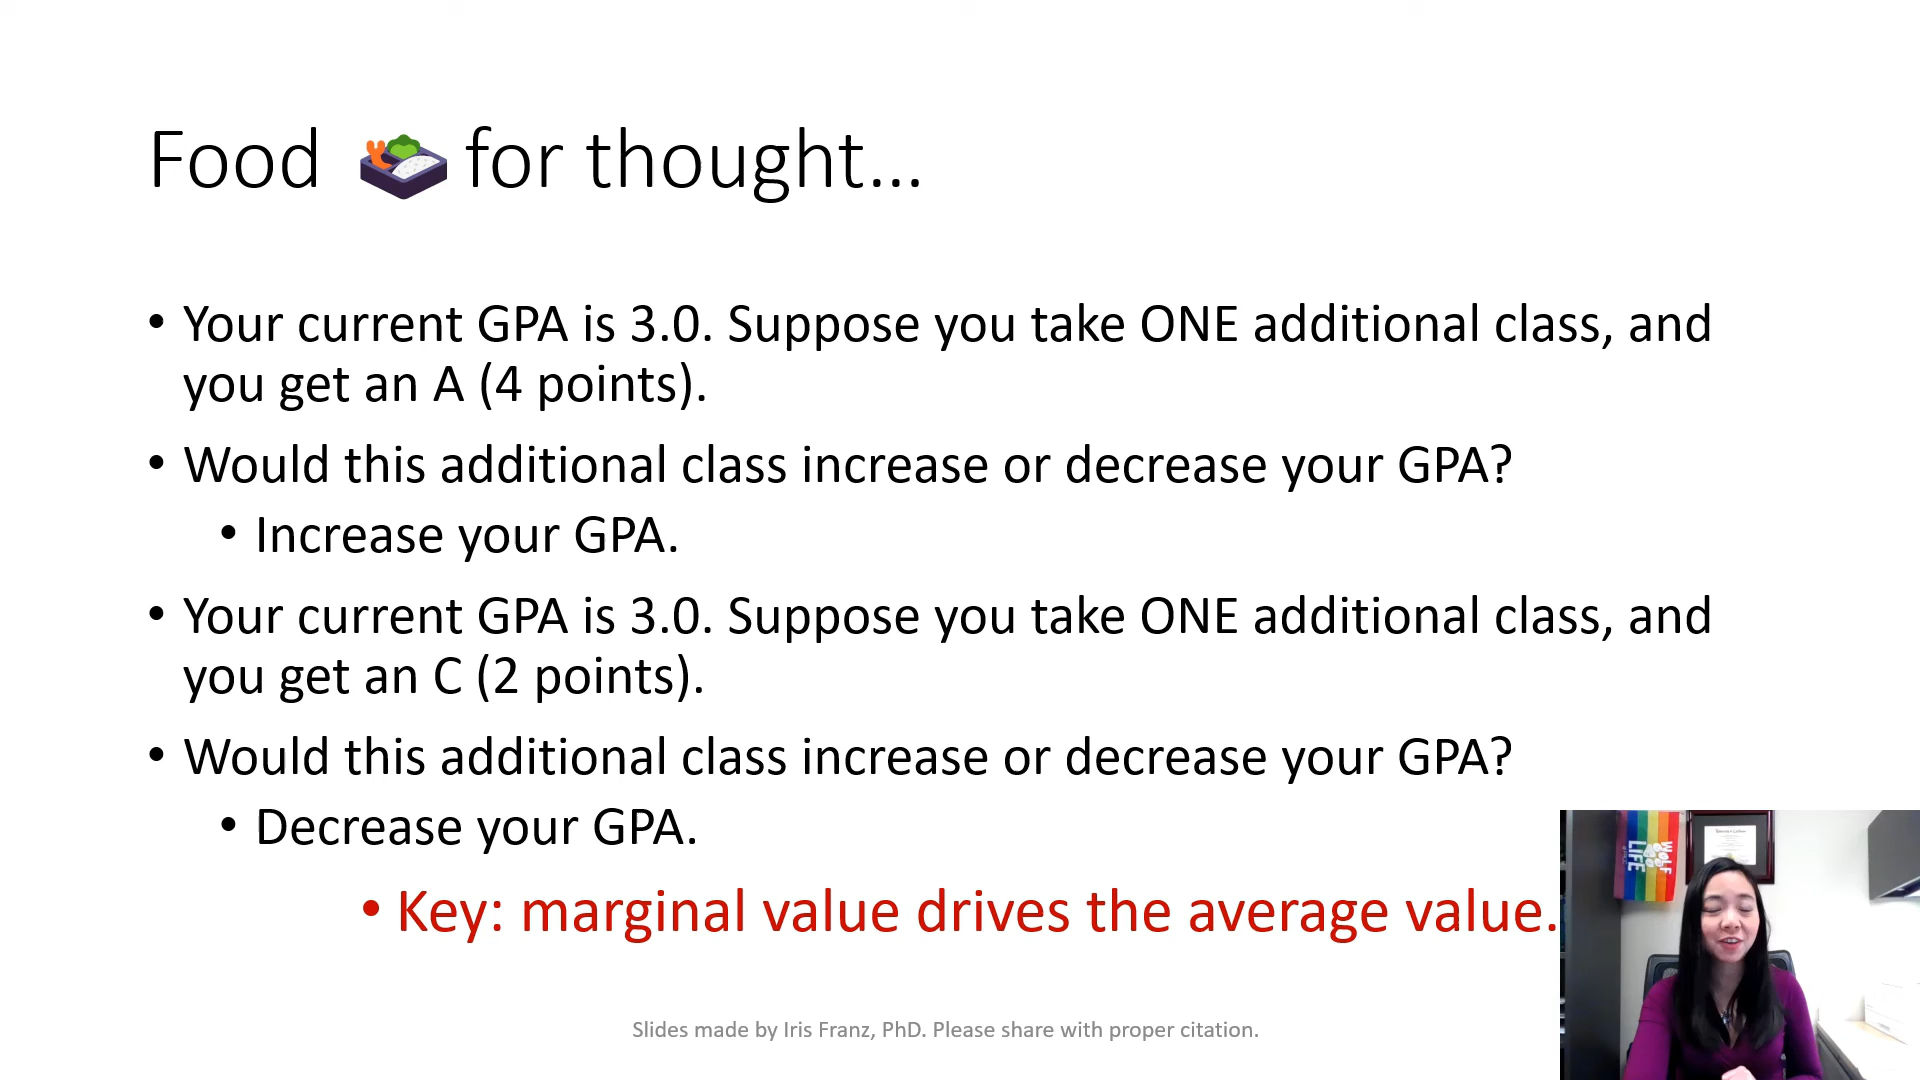 Food for thought...
• Your current GPA is 3.0. Suppose you take ONE additional class, and
you get an A (4 points).
• Would this additional class increase or decrease your GPA?
• Increase your GPA.
• Your current GPA is 3.0. Suppose you take ONE additional class, and
you get an C (2 points).
• Would this additional class increase or decrease your GPA?
• Decrease your GPA.
• Key: marginal value drives the average value.
WOLF
LIFE
Slides made by Iris Franz, PhD. Please share with proper citation.